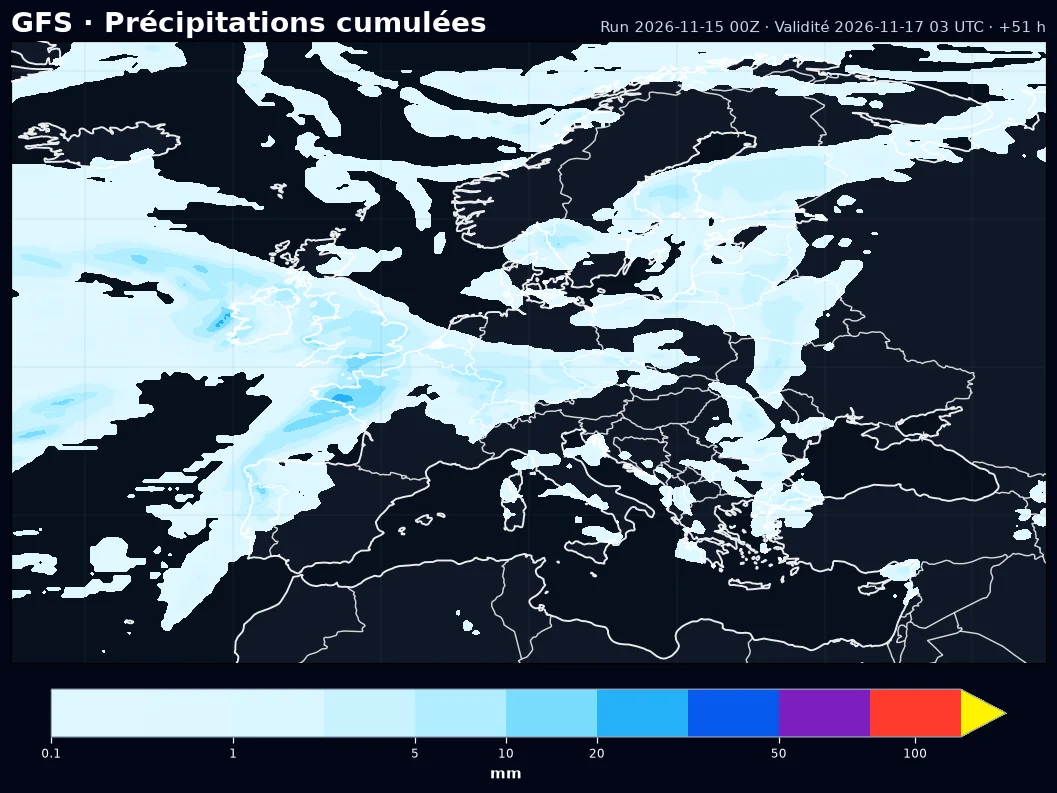 GFS · Précipitations cumulées
Run 2026-11-15 00Z · Validité 2026-11-17 03 UTC · +51 h
0.1 1 5 10 20 50 100
mm